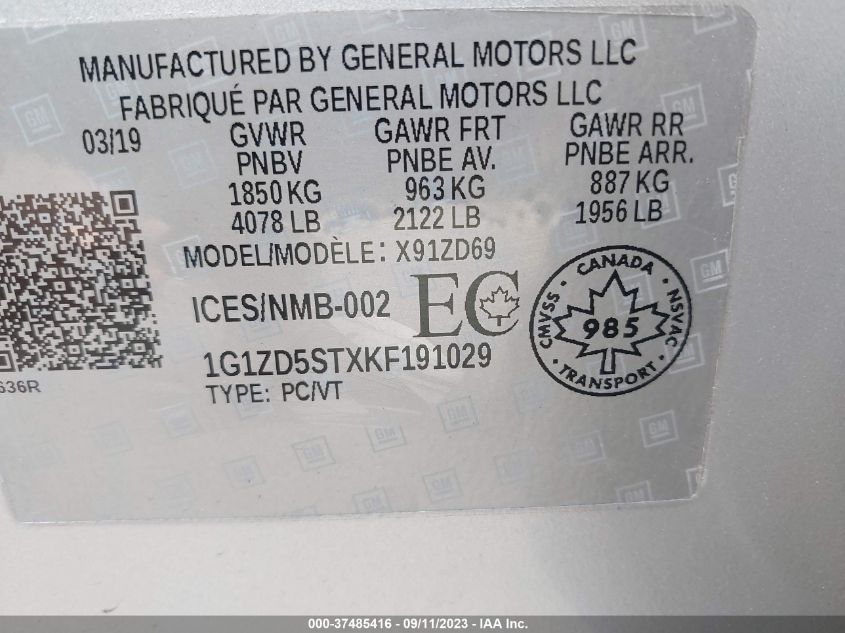 MANUFACTURED BY GENERAL MOTORS LLC
FABRIQUÉ PAR GENERAL MOTORS LLC
03/19 GVWR GAWR FRT GAWR RR
PNBV PNBE AV. PNBE ARR.
1850 KG 963 KG 887 KG
4078 LB 2122 LB 1956 LB
MODEL/MODÈLE: X91ZD69
ICES/NMB-002 EC
CANADA
CMVSS 985 NSVAC
TRANSPORT
1G1ZD5STXKF191029
636R
TYPE: PC/VT
GM
000-37485416 - 09/11/2023 - IAA Inc.